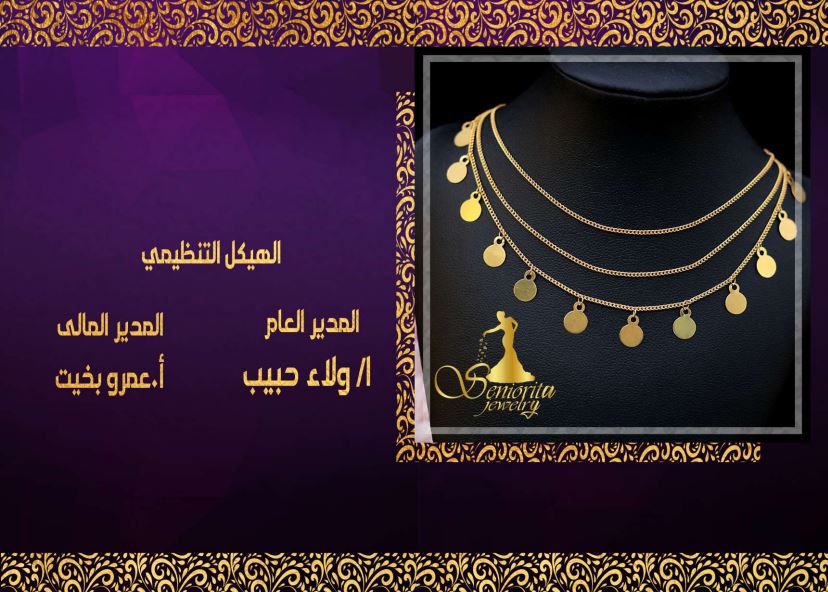 الهيكل التنظيمي
المدير العام
ا/ ولاء حبيب
المدير المالى
أ.عمرو بخيت
Seniorita
jewelry